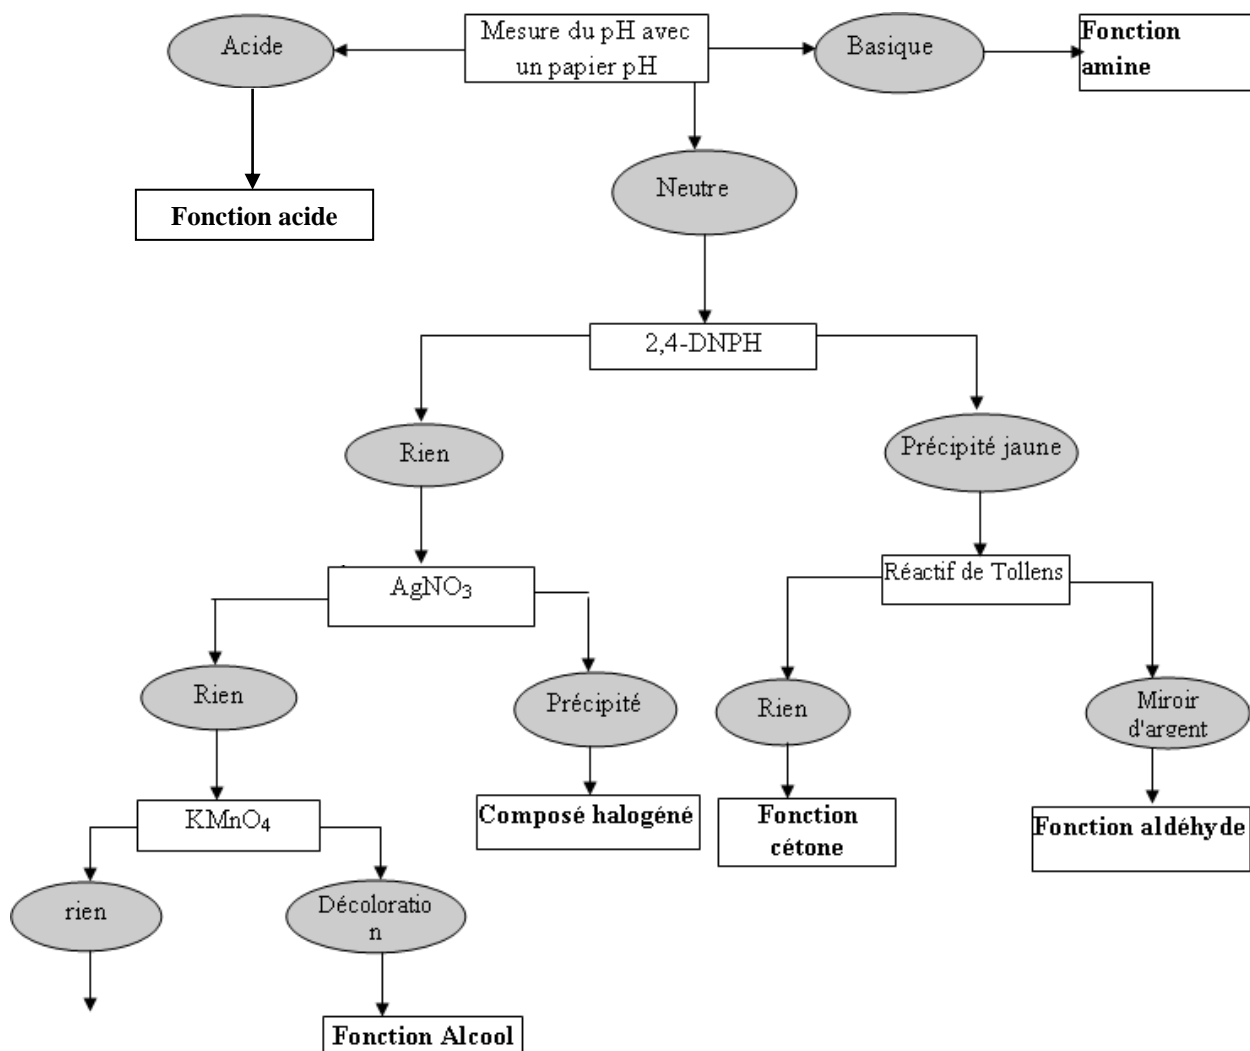 Acide
Mesure du pH avec
un papier pH
Basique
Fonction
amine
Neutre
Fonction acide
2,4-DNPH
Rien
Précipité jaune
AgNO3
Réactif de Tollens
Rien
Précipité
Rien
Miroir
d'argent
KMnO4
Composé halogéné
Fonction
cétone
Fonction aldéhyde
rien
Décoloratio
n
Fonction Alcool